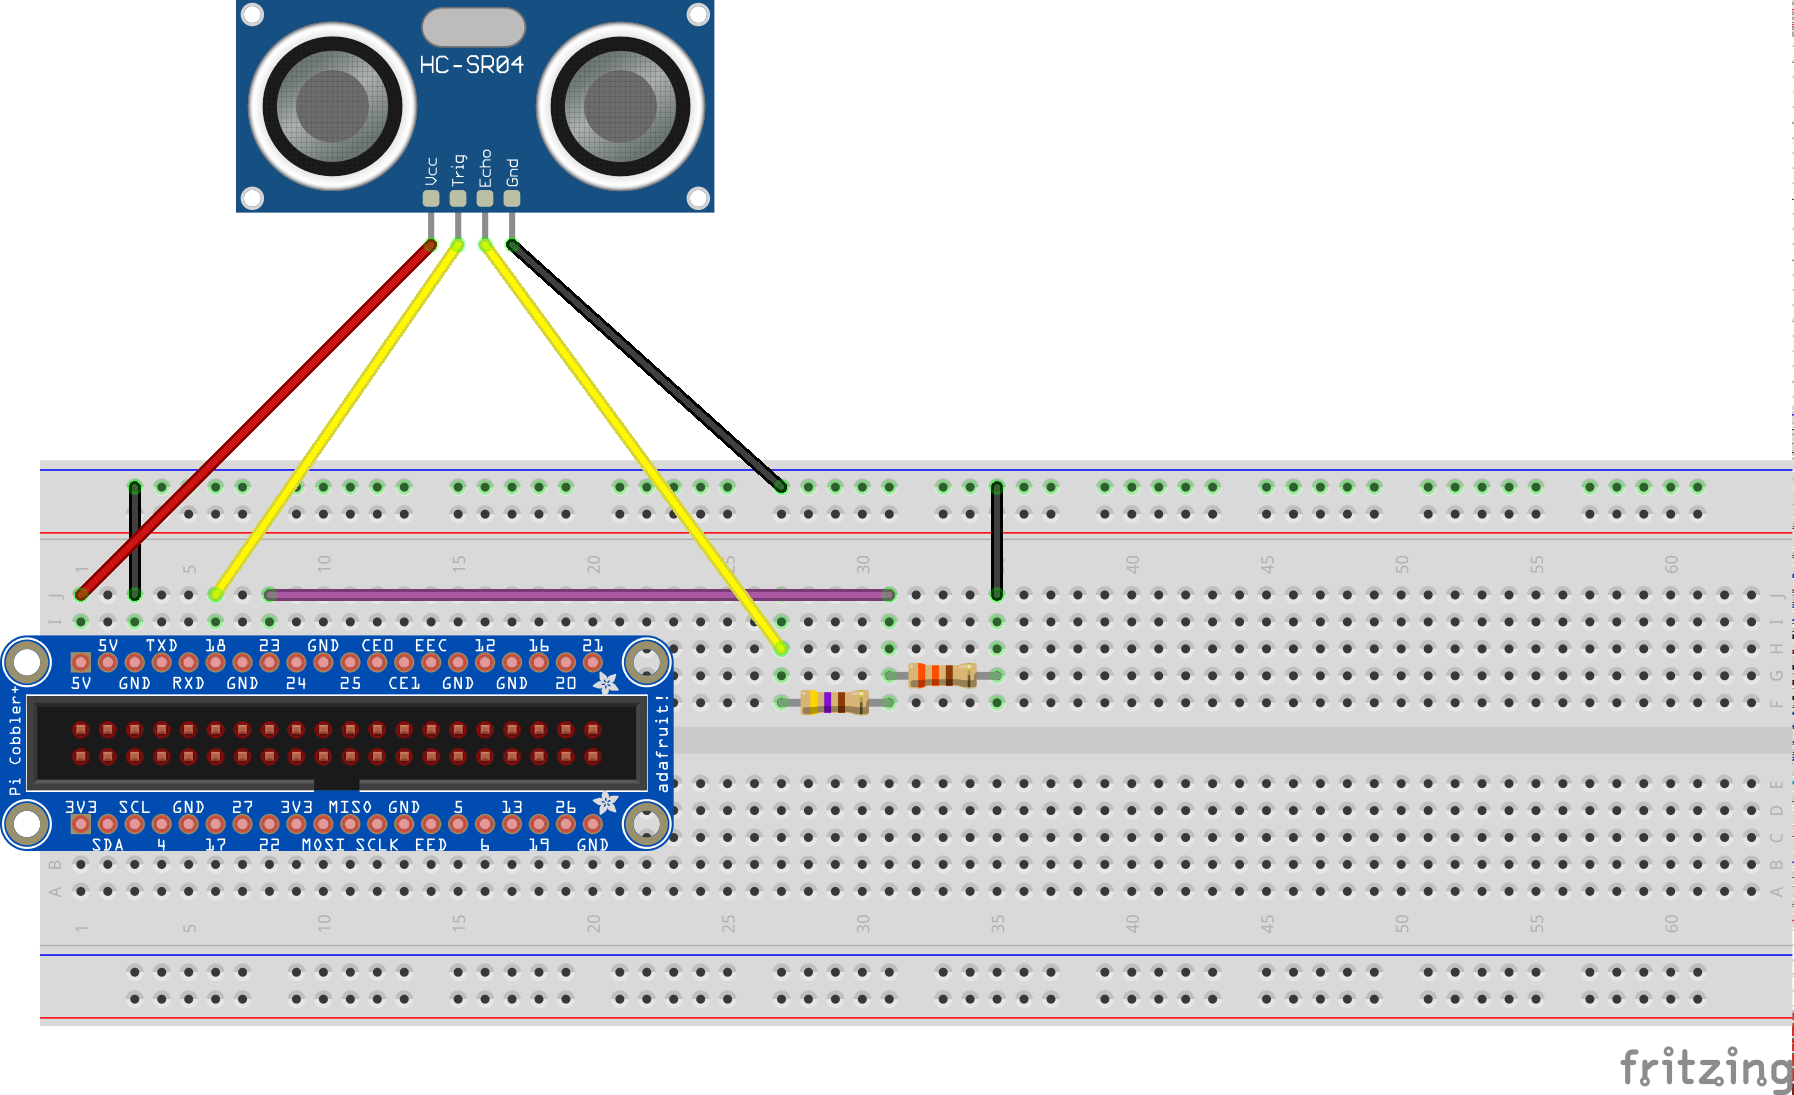 HC-SR04
Vcc Trig Echo Gnd
1 5 10 15 20 25 30 35 40 45 50 55 60
J J
I I
H
G
F
5V TXD 18 23 GND CE0 EEC 12 16 21
5V GND RXD GND 24 25 CE1 GND GND 20
Pi Cobbler+
adafruit!
3V3 SCL GND 27 3V3 MISO GND 5 13 26
SDA 4 17 22 MOSI SCLK EED 6 19 GND
E
D
C
B B
A A
1 5 10 15 20 25 30 35 40 45 50 55 60
fritzing